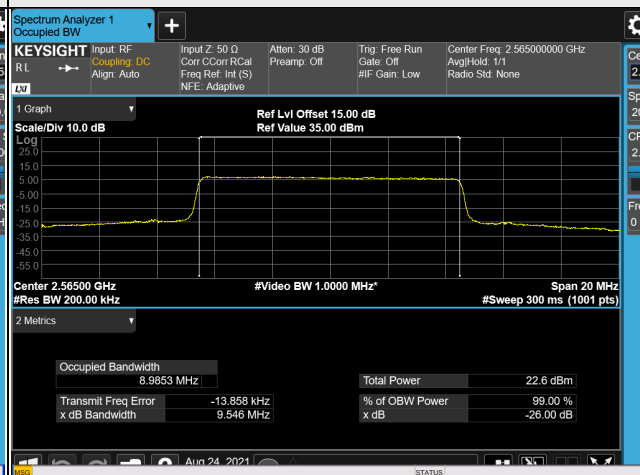 Spectrum Analyzer 1
Occupied BW
KEYSIGHT
R L
LXI
Input: RF
Coupling: DC
Align: Auto
Input Z: 50 Ω
Corr CCorr RCal
Freq Ref: Int (S)
NFE: Adaptive
Atten: 30 dB
Preamp: Off
Trig: Free Run
Gate: Off
#IF Gain: Low
Center Freq: 2.565000000 GHz
Avg|Hold: 1/1
Radio Std: None
1 Graph
Scale/Div 10.0 dB
Ref Lvl Offset 15.00 dB
Ref Value 35.00 dBm
Log
25.0
15.0
5.00
-5.00
-15.0
-25.0
-35.0
-45.0
-55.0
Center 2.56500 GHz
#Video BW 1.0000 MHz*
Span 20 MHz
#Res BW 200.00 kHz
#Sweep 300 ms (1001 pts)
2 Metrics
Occupied Bandwidth
8.9853 MHz
Total Power 22.6 dBm
Transmit Freq Error -13.858 kHz
% of OBW Power 99.00 %
x dB Bandwidth 9.546 MHz
x dB -26.00 dB
Aug 24, 2021
MSG
STATUS